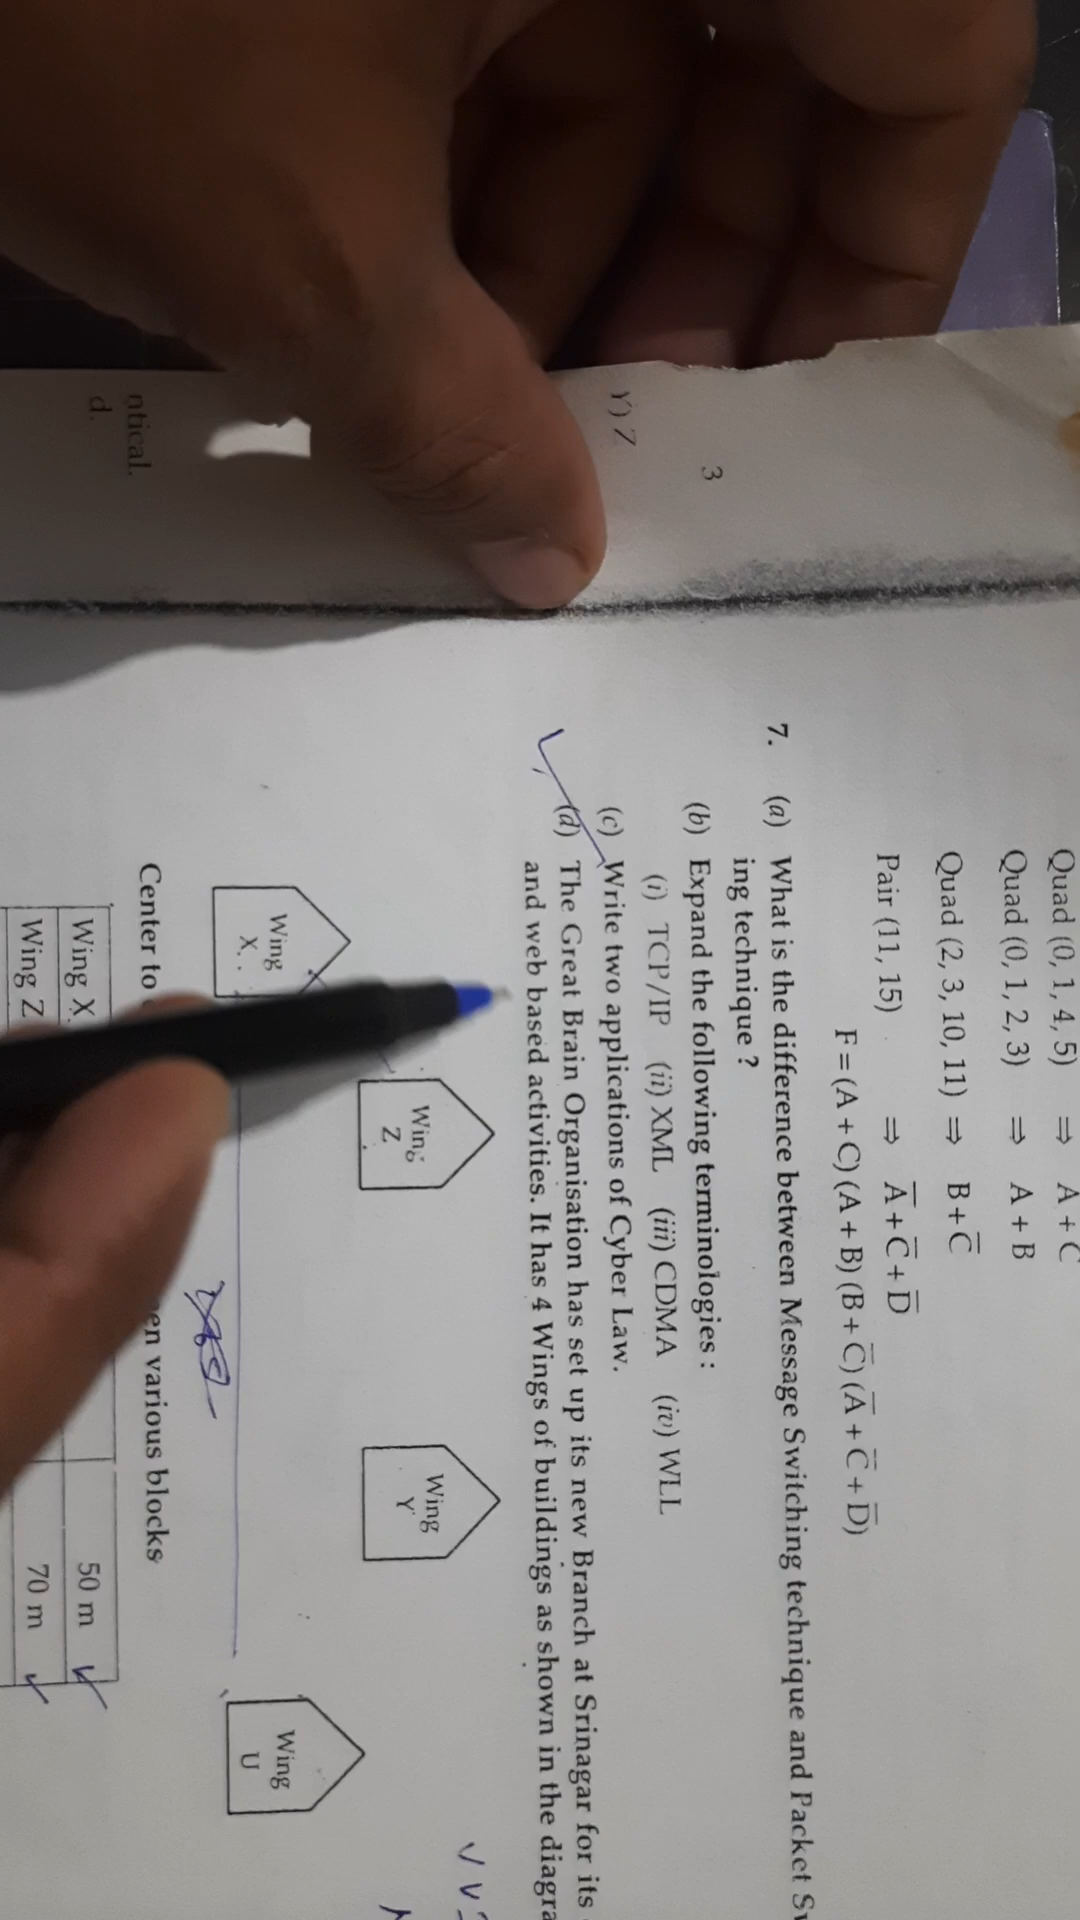 Quad (0, 1, 4, 5) ⇒ A + C
Quad (0, 1, 2, 3) ⇒ A + B
Quad (2, 3, 10, 11) ⇒ B + C̅
Pair (11, 15) ⇒ A̅ + C̅ + D̅
F = (A + C) (A + B) (B + C̅) (A̅ + C̅ + D̅)
7. (a) What is the difference between Message Switching technique and Packet Sw
ing technique ?
(b) Expand the following terminologies :
(i) TCP/IP (ii) XML (iii) CDMA (iv) WLL
(c) Write two applications of Cyber Law.
(d) The Great Brain Organisation has set up its new Branch at Srinagar for its
and web based activities. It has 4 Wings of buildings as shown in the diagra
Wing Z
Wing Y
Wing X
Wing U
Center to en various blocks
Wing X 50 m
Wing Z 70 m
3
Y) Z
ntical.
d.